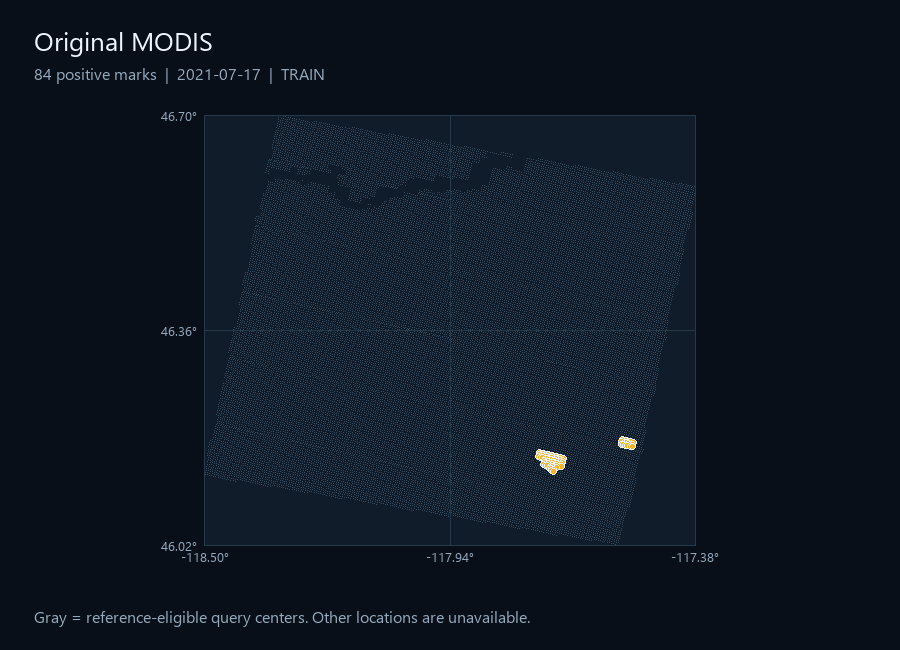 Original MODIS
84 positive marks | 2021-07-17 | TRAIN
46.70°
46.36°
46.02°
-118.50° -117.94° -117.38°
Gray = reference-eligible query centers. Other locations are unavailable.